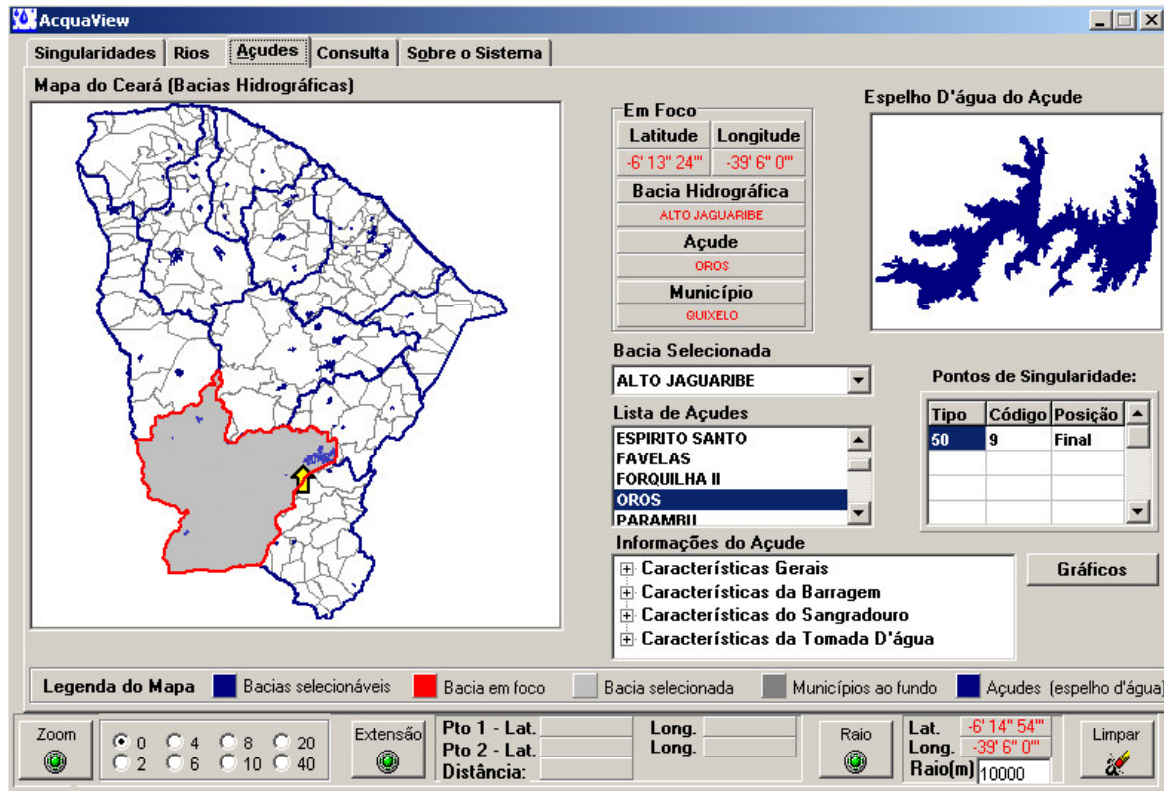 AcquaView
Singularidades Rios Açudes Consulta Sobre o Sistema
Mapa do Ceará (Bacias Hidrográficas)
Em Foco
Latitude Longitude
-6' 13'' 24''' -39' 6'' 0'''
Bacia Hidrográfica
ALTO JAGUARIBE
Açude
OROS
Município
QUIXELO
Espelho D'água do Açude
Bacia Selecionada
ALTO JAGUARIBE
Lista de Açudes
ESPIRITO SANTO
FAVELAS
FORQUILHA II
OROS
PARAMBU
Pontos de Singularidade:
Tipo Código Posição
50 9 Final
Informações do Açude
Características Gerais
Características da Barragem
Características do Sangradouro
Características da Tomada D'água
Gráficos
Legenda do Mapa Bacias selecionáveis Bacia em foco Bacia selecionada Municípios ao fundo Açudes (espelho d'água)
Zoom
0 4 8 20
2 6 10 40
Extensão
Pto 1 - Lat. Long.
Pto 2 - Lat. Long.
Distância:
Raio
Lat. -6' 14'' 54'''
Long. -39' 6'' 0'''
Raio(m) 10000
Limpar